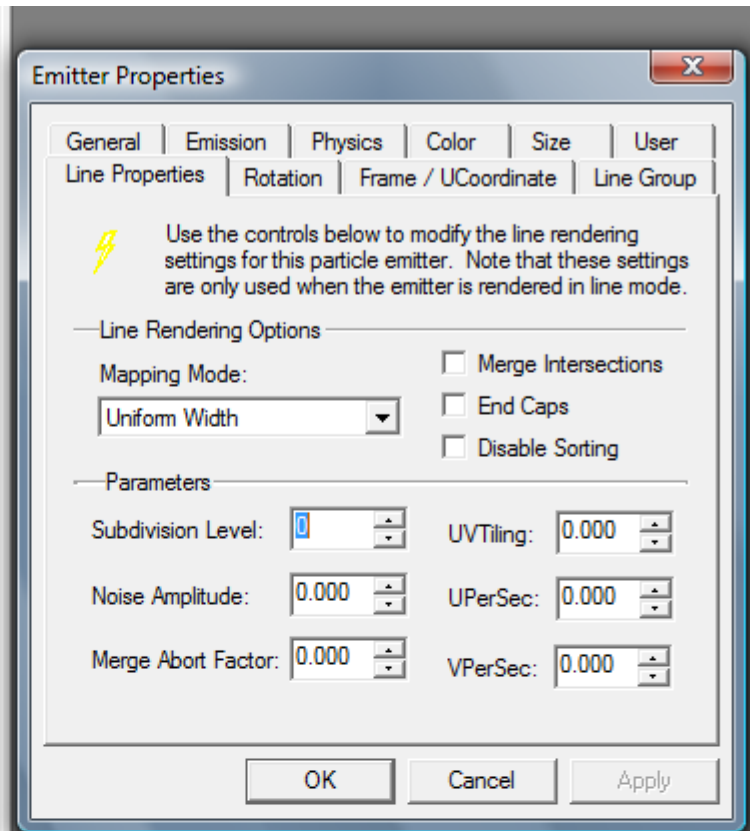 Emitter Properties
General Emission Physics Color Size User
Line Properties Rotation Frame / UCoordinate Line Group
Use the controls below to modify the line rendering
settings for this particle emitter. Note that these settings
are only used when the emitter is rendered in line mode.
Line Rendering Options
Mapping Mode:
Uniform Width
Merge Intersections
End Caps
Disable Sorting
Parameters
Subdivision Level: 0 UVTiling: 0.000
Noise Amplitude: 0.000 UPerSec: 0.000
Merge Abort Factor: 0.000 VPerSec: 0.000
OK Cancel Apply